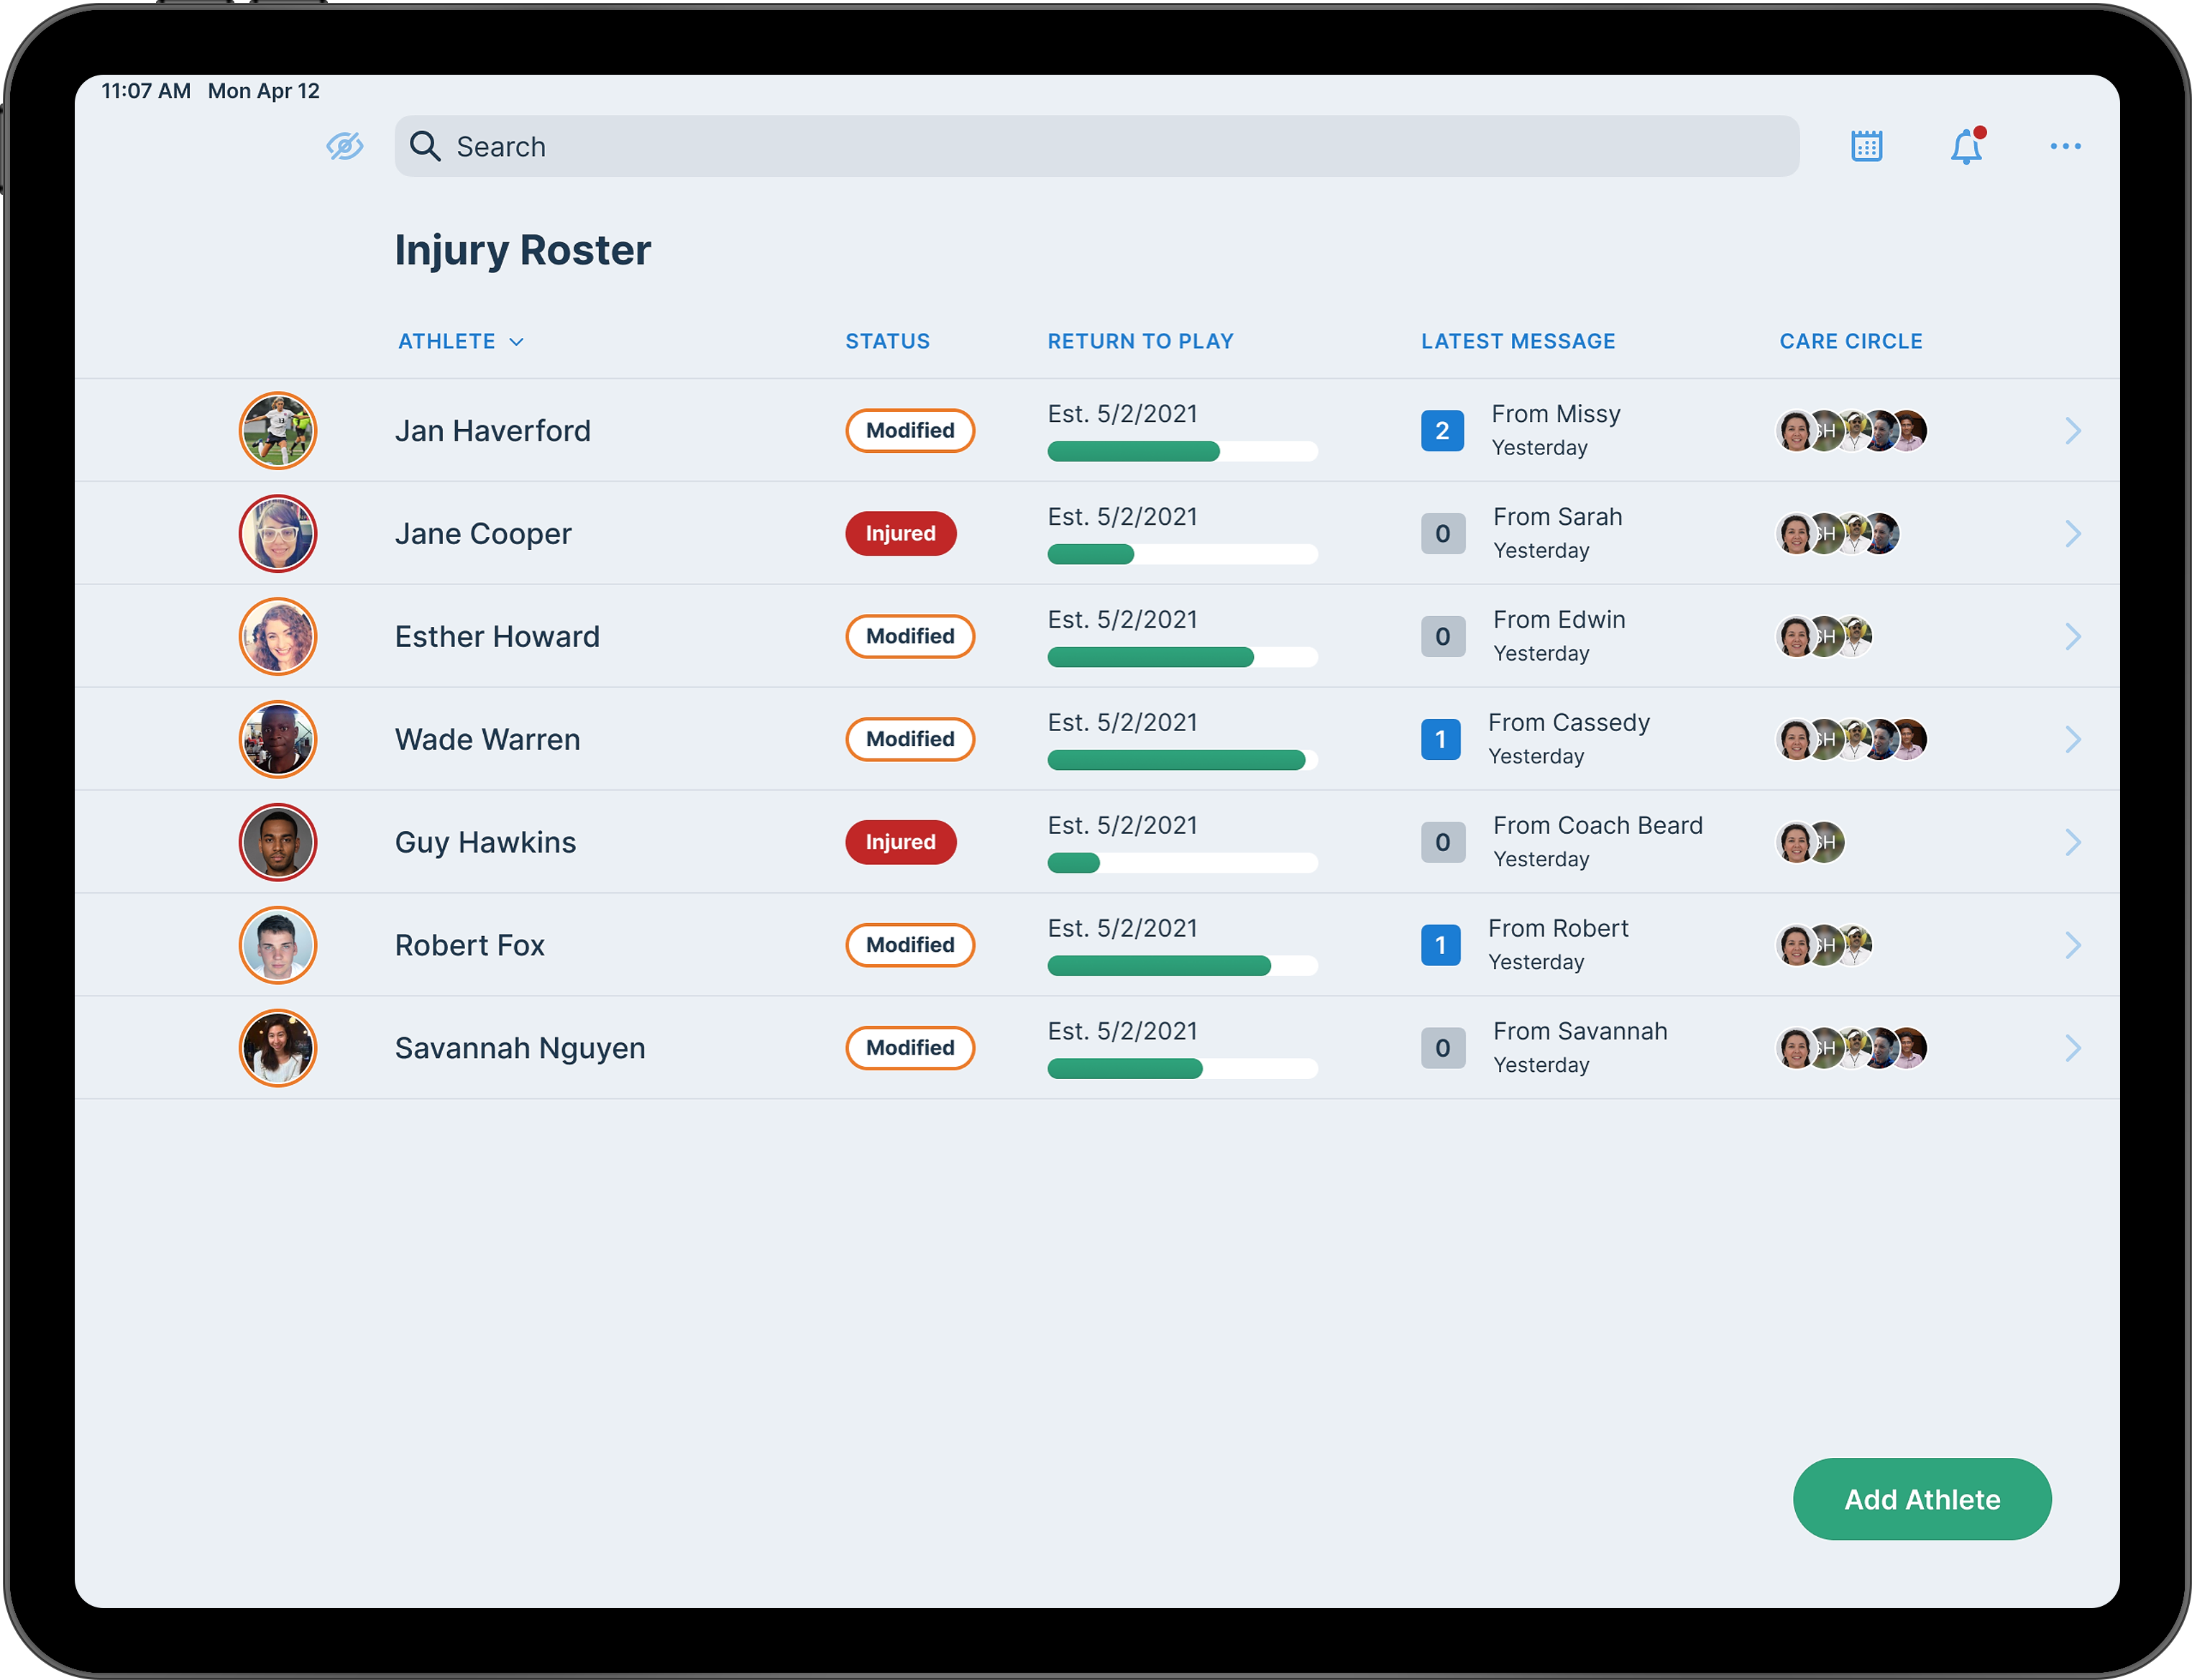 11:07 AM Mon Apr 12
Search
Injury Roster
ATHLETE STATUS RETURN TO PLAY LATEST MESSAGE CARE CIRCLE
Jan Haverford Modified Est. 5/2/2021 2 From Missy Yesterday SH
Jane Cooper Injured Est. 5/2/2021 0 From Sarah Yesterday SH
Esther Howard Modified Est. 5/2/2021 0 From Edwin Yesterday SH
Wade Warren Modified Est. 5/2/2021 1 From Cassedy Yesterday SH
Guy Hawkins Injured Est. 5/2/2021 0 From Coach Beard Yesterday SH
Robert Fox Modified Est. 5/2/2021 1 From Robert Yesterday SH
Savannah Nguyen Modified Est. 5/2/2021 0 From Savannah Yesterday SH
Add Athlete